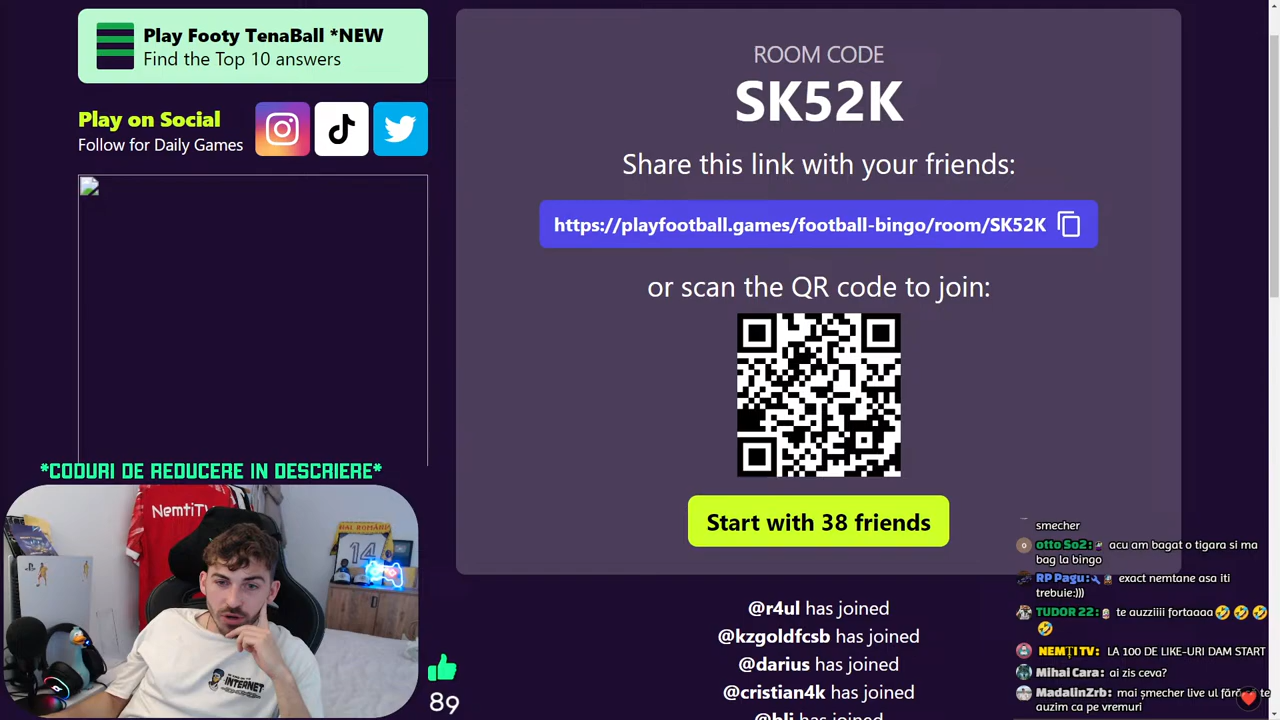 Play Footy TenaBall *NEW
Find the Top 10 answers
Play on Social
Follow for Daily Games
ROOM CODE
SK52K
Share this link with your friends:
https://playfootball.games/football-bingo/room/SK52K
or scan the QR code to join:
Start with 38 friends
@r4ul has joined
@kzgoldfcsb has joined
@darius has joined
@cristian4k has joined
*CODURI DE REDUCERE IN DESCRIERE*
NemtiTV
HAI ROMÂNI
14
INTERNET
89
smecher
otto So2: acu am bagat o tigara si ma
bag la bingo
RP Pagu: exact nemtane asa iti
trebuie:)))
TUDOR 22: te auzziiii fortaaaa🤣🤣🤣
🤣
NEMȚI TV: LA 100 DE LIKE-URI DAM START
Mihai Cara: ai zis ceva?
MadalinZrb: mai șmecher live ul fără
auzim ca pe vremuri